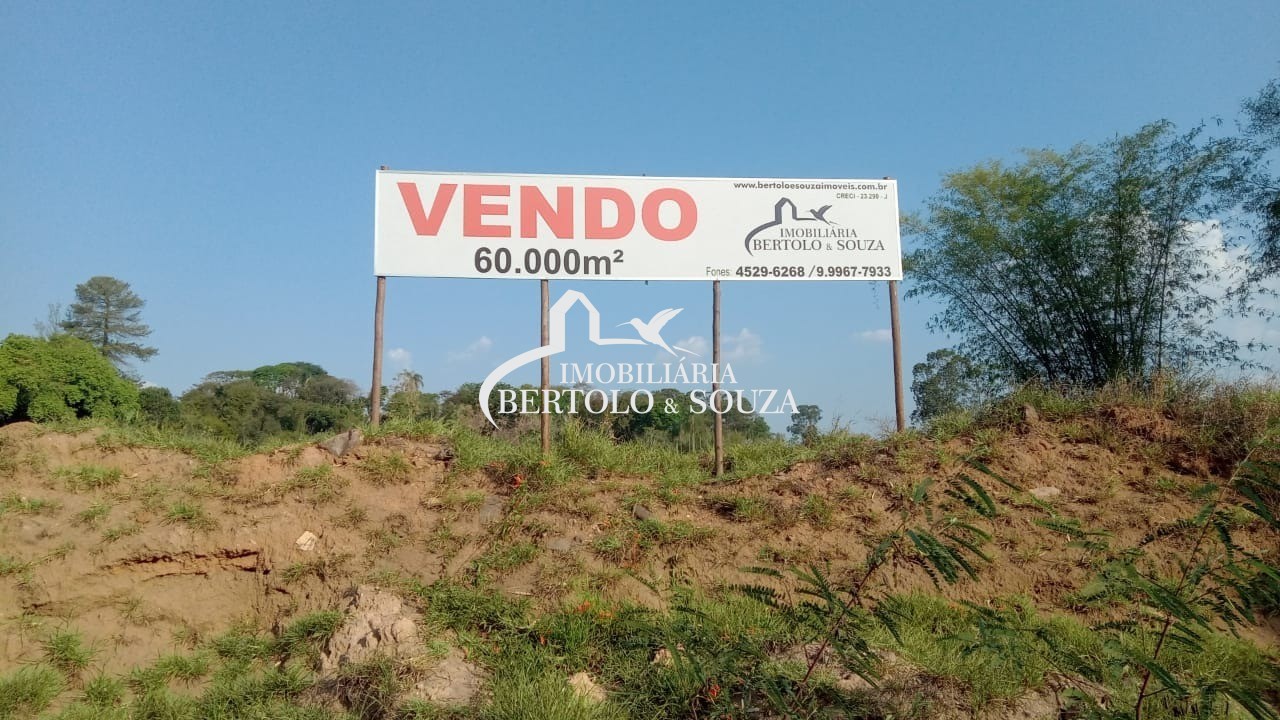 VENDO
60.000m²
www.bertoloesouzaimoveis.com.br
CRECI - 23.290 - J
IMOBILIÁRIA
BERTOLO & SOUZA
Fones: 4529-6268 / 9.9967-7933
IMOBILIÁRIA
BERTOLO & SOUZA